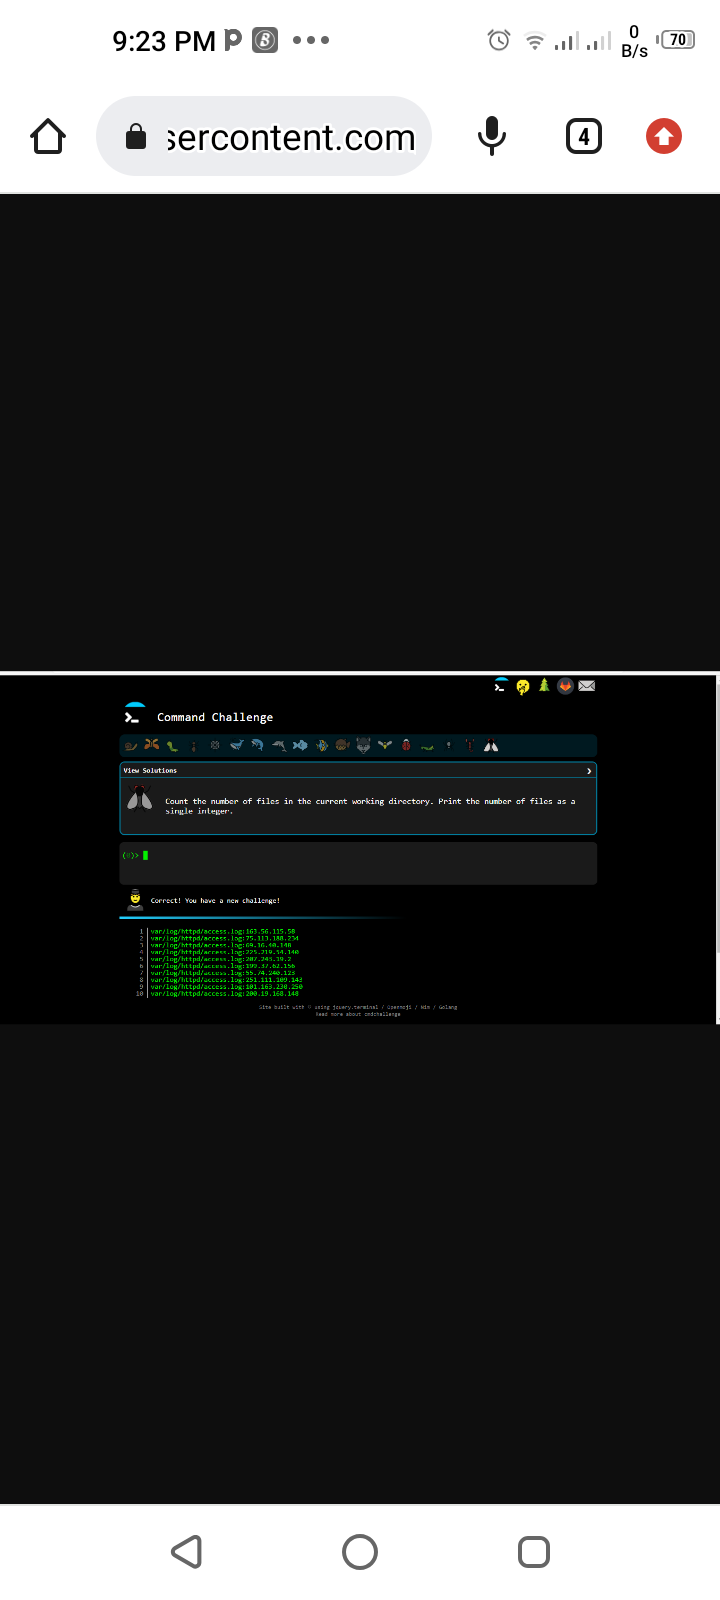 9:23 PM
0
B/s
70
sercontent.com
4
Command Challenge
View Solutions
Count the number of files in the current working directory. Print the number of files as a
single integer.
Correct! You have a new challenge!
1 var/log/httpd/access.log:163.56.115.58
2 var/log/httpd/access.log:75.113.188.234
3 var/log/httpd/access.log:69.16.40.148
4 var/log/httpd/access.log:225.219.54.140
5 var/log/httpd/access.log:207.243.19.2
6 var/log/httpd/access.log:199.37.62.156
7 var/log/httpd/access.log:55.74.240.123
8 var/log/httpd/access.log:251.111.109.143
9 var/log/httpd/access.log:101.163.230.250
10 var/log/httpd/access.log:200.19.168.148
Site built with using jquery.terminal / Openmoji / Nim / Golang
Read more about cmdchallenge